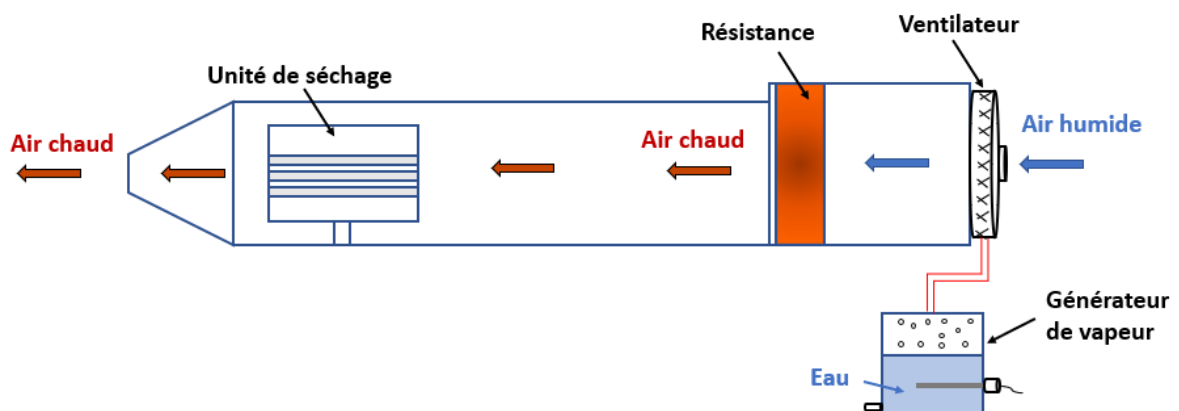 Ventilateur
Résistance
Unité de séchage
Air humide
Air chaud
Air chaud
Générateur
de vapeur
Eau